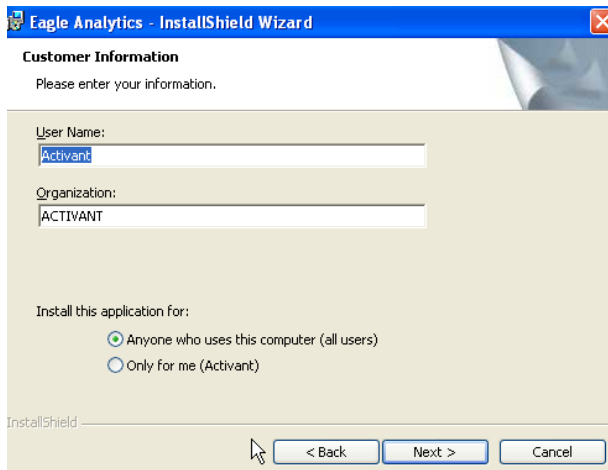 Eagle Analytics - InstallShield Wizard
Customer Information
Please enter your information.
User Name:
Activant
Organization:
ACTIVANT
Install this application for:
Anyone who uses this computer (all users)
Only for me (Activant)
InstallShield
< Back Next > Cancel